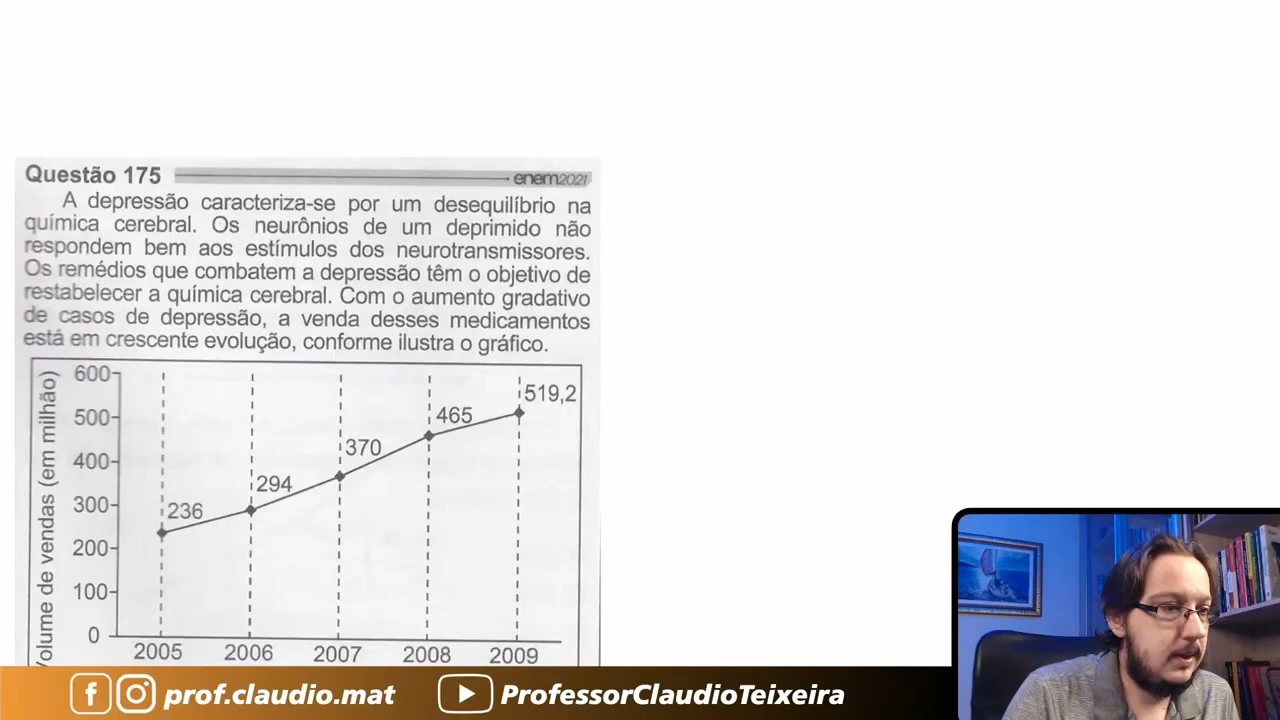 Questão 175
enem2021
A depressão caracteriza-se por um desequilíbrio na
química cerebral. Os neurônios de um deprimido não
respondem bem aos estímulos dos neurotransmissores.
Os remédios que combatem a depressão têm o objetivo de
restabelecer a química cerebral. Com o aumento gradativo
de casos de depressão, a venda desses medicamentos
está em crescente evolução, conforme ilustra o gráfico.
Volume de vendas (em milhão)
600
500
400
300
200
100
0
236
294
370
465
519,2
2005 2006 2007 2008 2009
prof.claudio.mat
ProfessorClaudioTeixeira